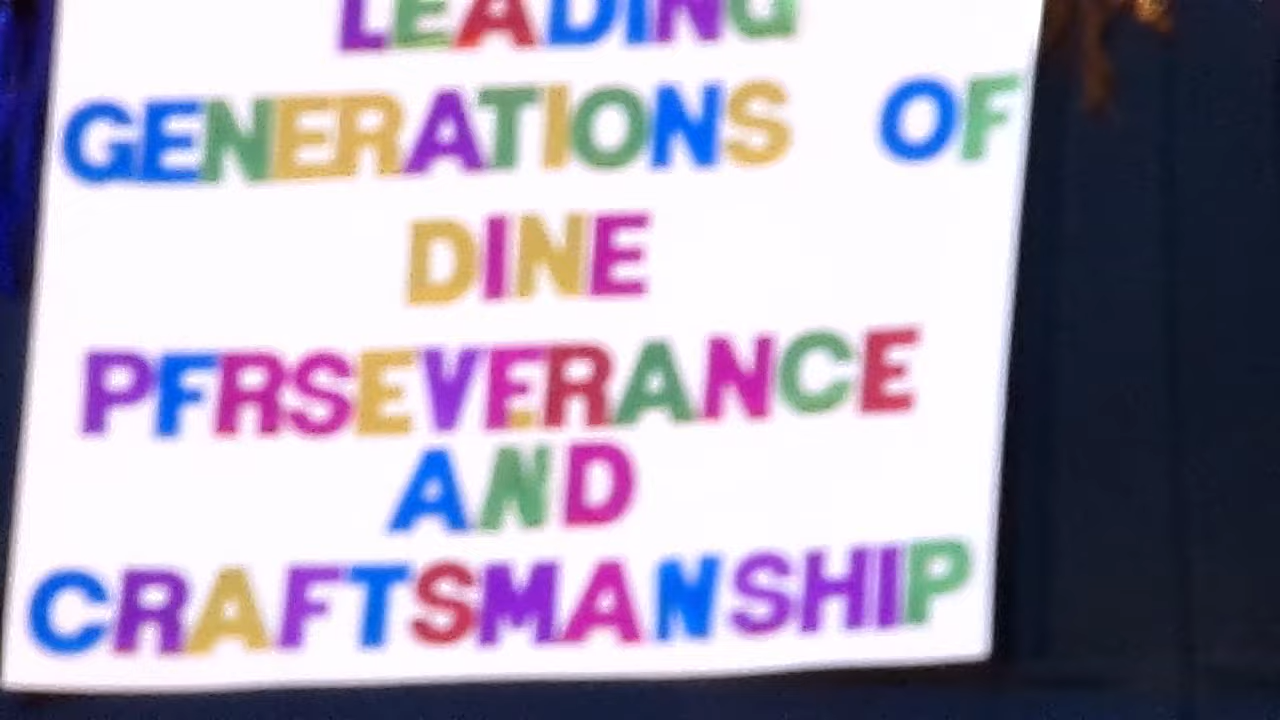 LEADING
GENERATIONS OF
DINE
PFRSEVERANCE
AND
CRAFTSMANSHIP